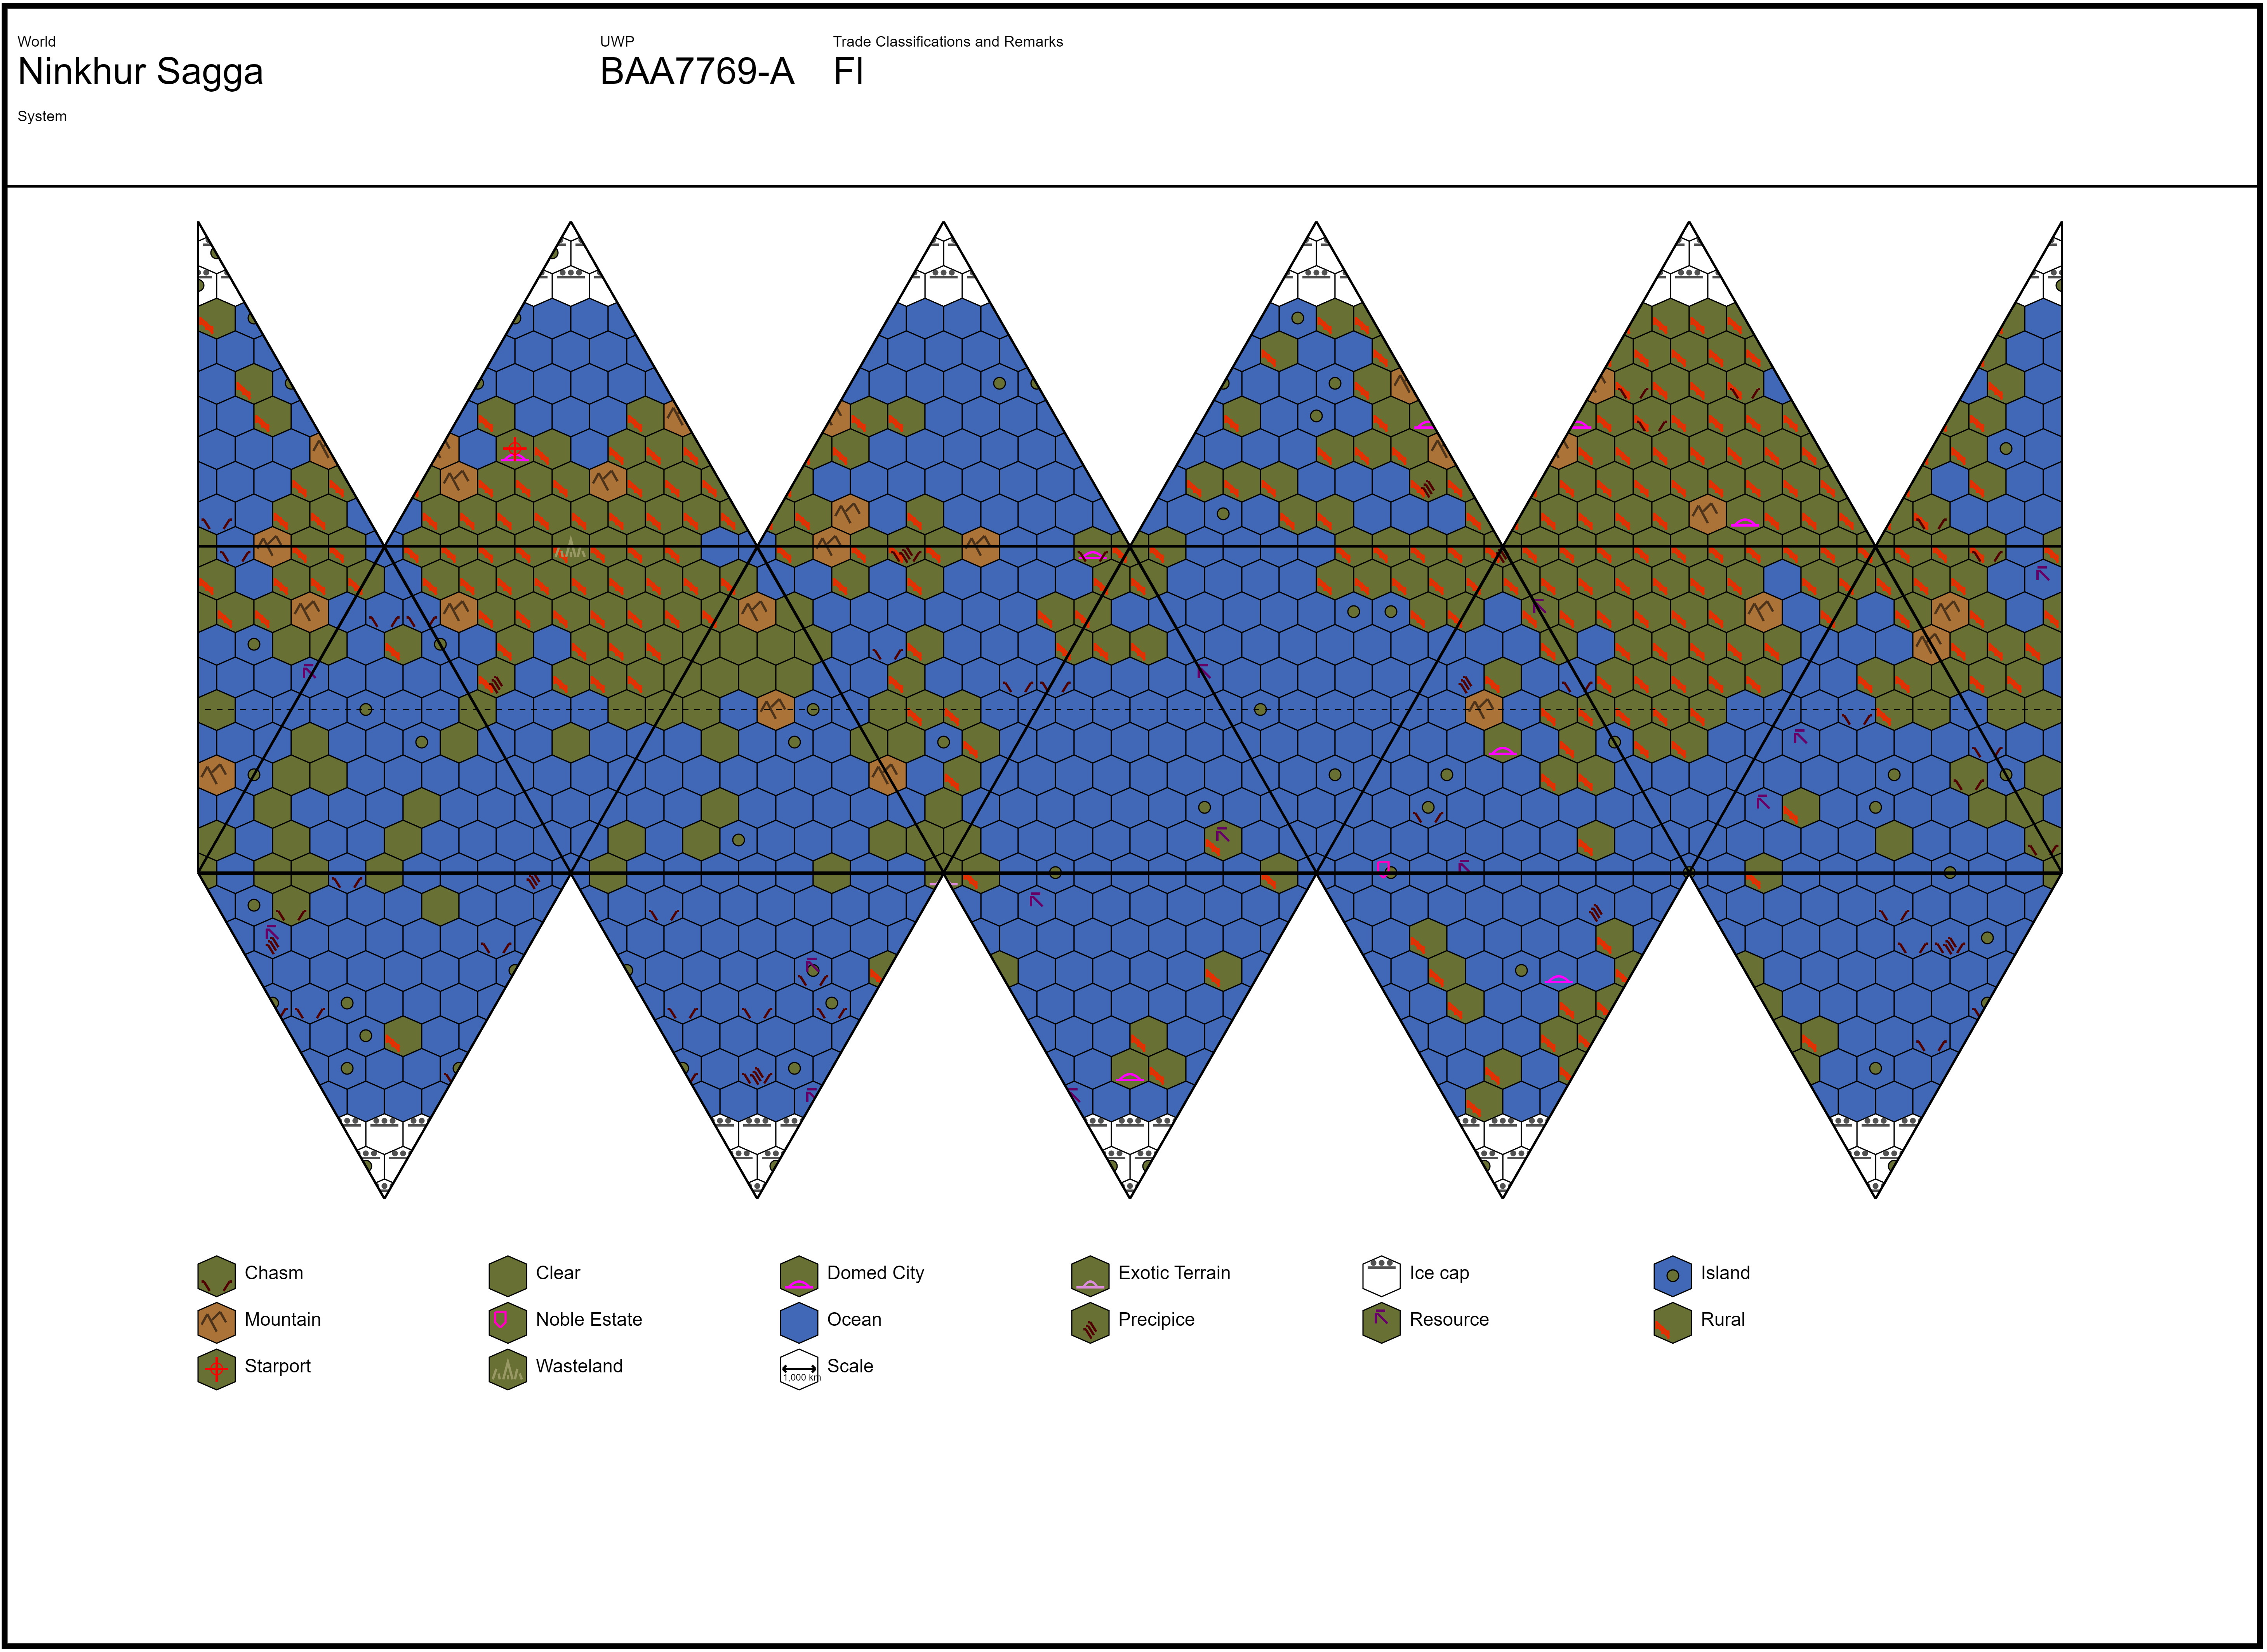 World UWP Trade Classifications and Remarks
Ninkhur Sagga BAA7769-A Fl
System
Chasm Clear Domed City Exotic Terrain Ice cap Island
Mountain Noble Estate Ocean Precipice Resource Rural
Starport Wasteland Scale
1,000 km